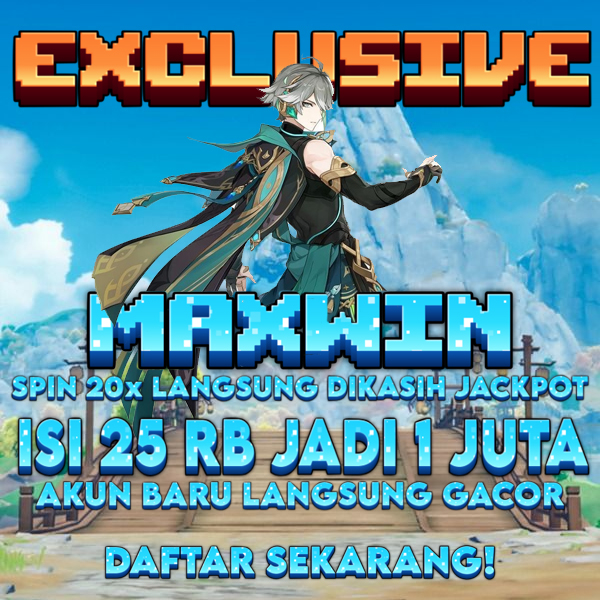 EXCLUSIVE
MAXWIN
SPIN 20x LANGSUNG DIKASIH JACKPOT
ISI 25 RB JADI 1 JUTA
AKUN BARU LANGSUNG GACOR
DAFTAR SEKARANG!